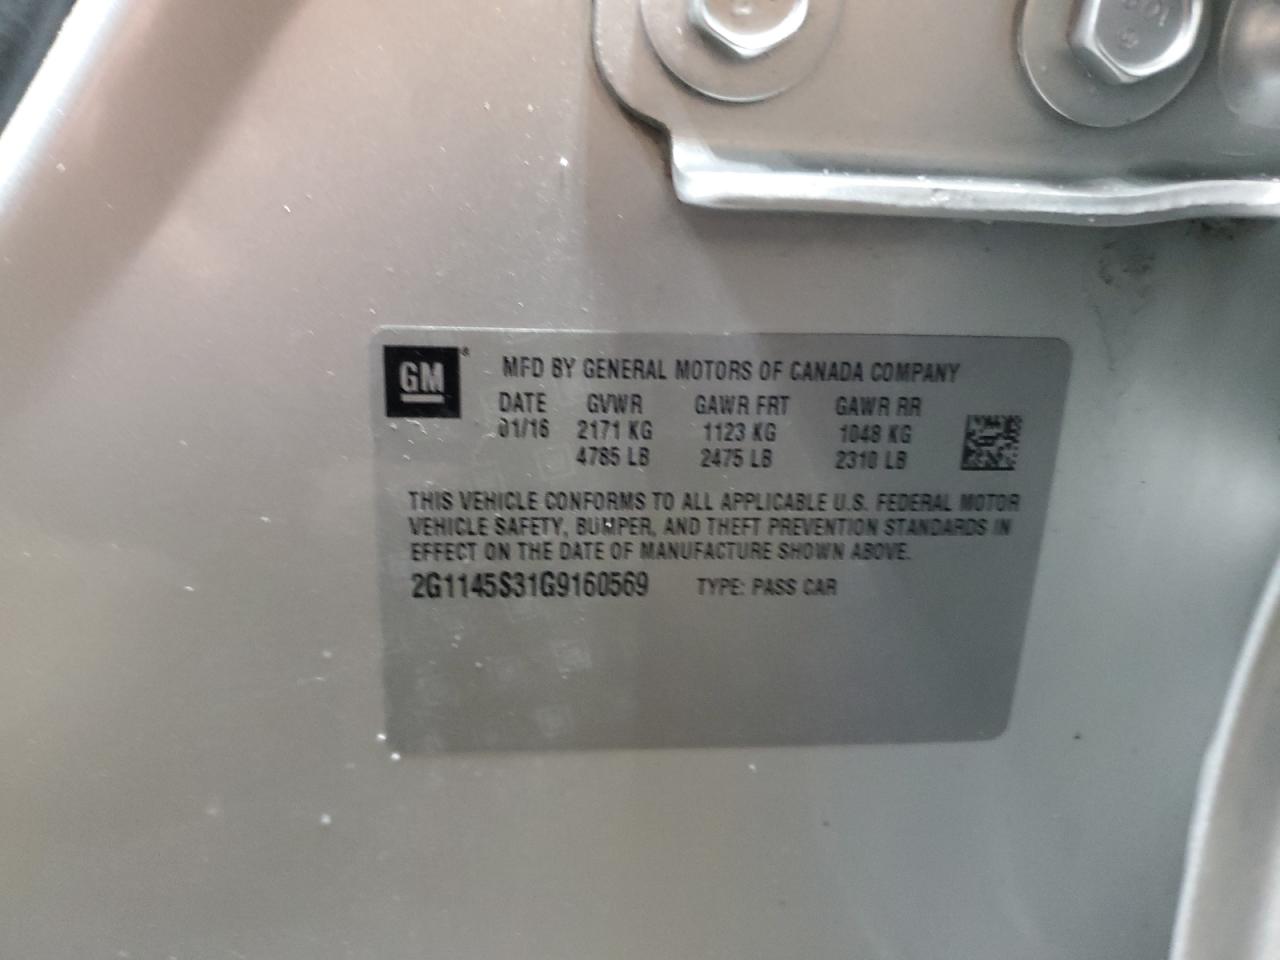 GM®
MFD BY GENERAL MOTORS OF CANADA COMPANY
DATE GVWR GAWR FRT GAWR RR
01/16 2171 KG 1123 KG 1048 KG
4785 LB 2475 LB 2310 LB
THIS VEHICLE CONFORMS TO ALL APPLICABLE U.S. FEDERAL MOTOR
VEHICLE SAFETY, BUMPER, AND THEFT PREVENTION STANDARDS IN
EFFECT ON THE DATE OF MANUFACTURE SHOWN ABOVE.
2G1145S31G9160569 TYPE: PASS CAR